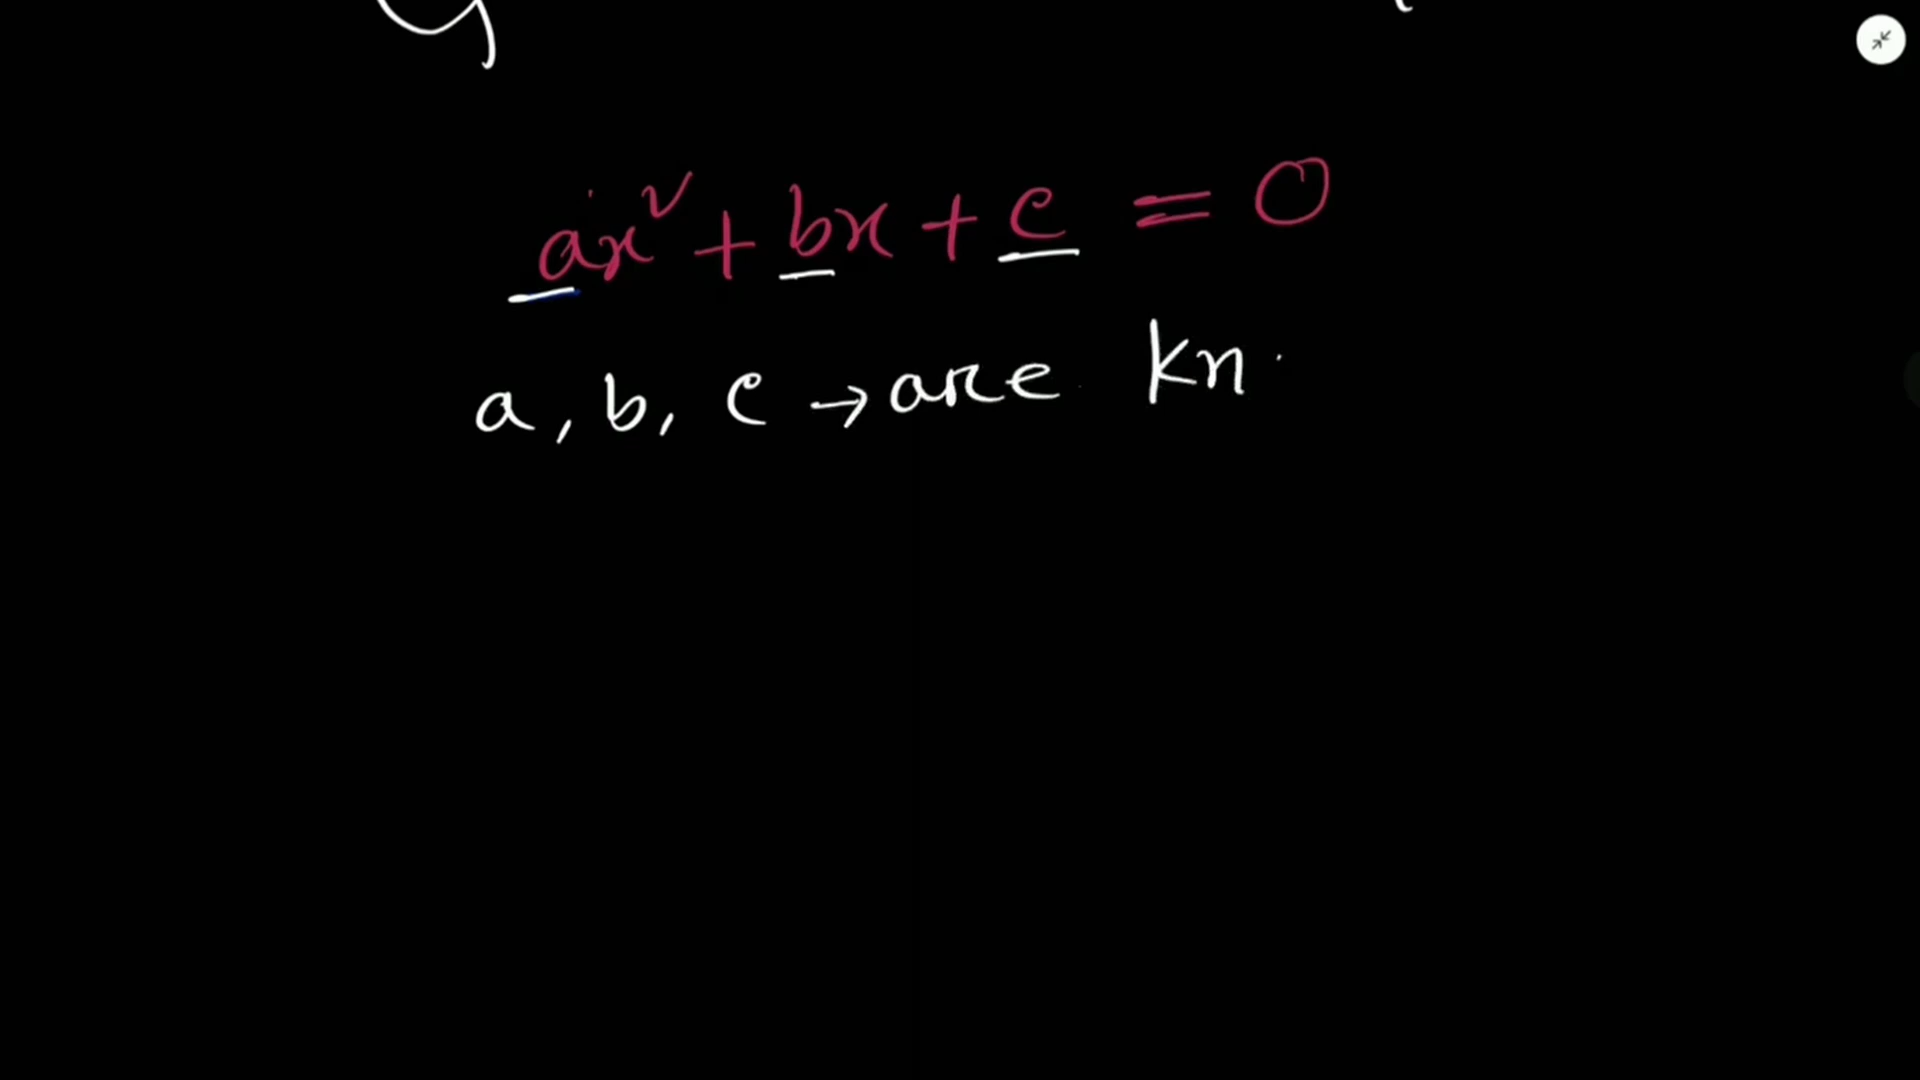 ax² + bx + c = 0
a, b, c → are kn